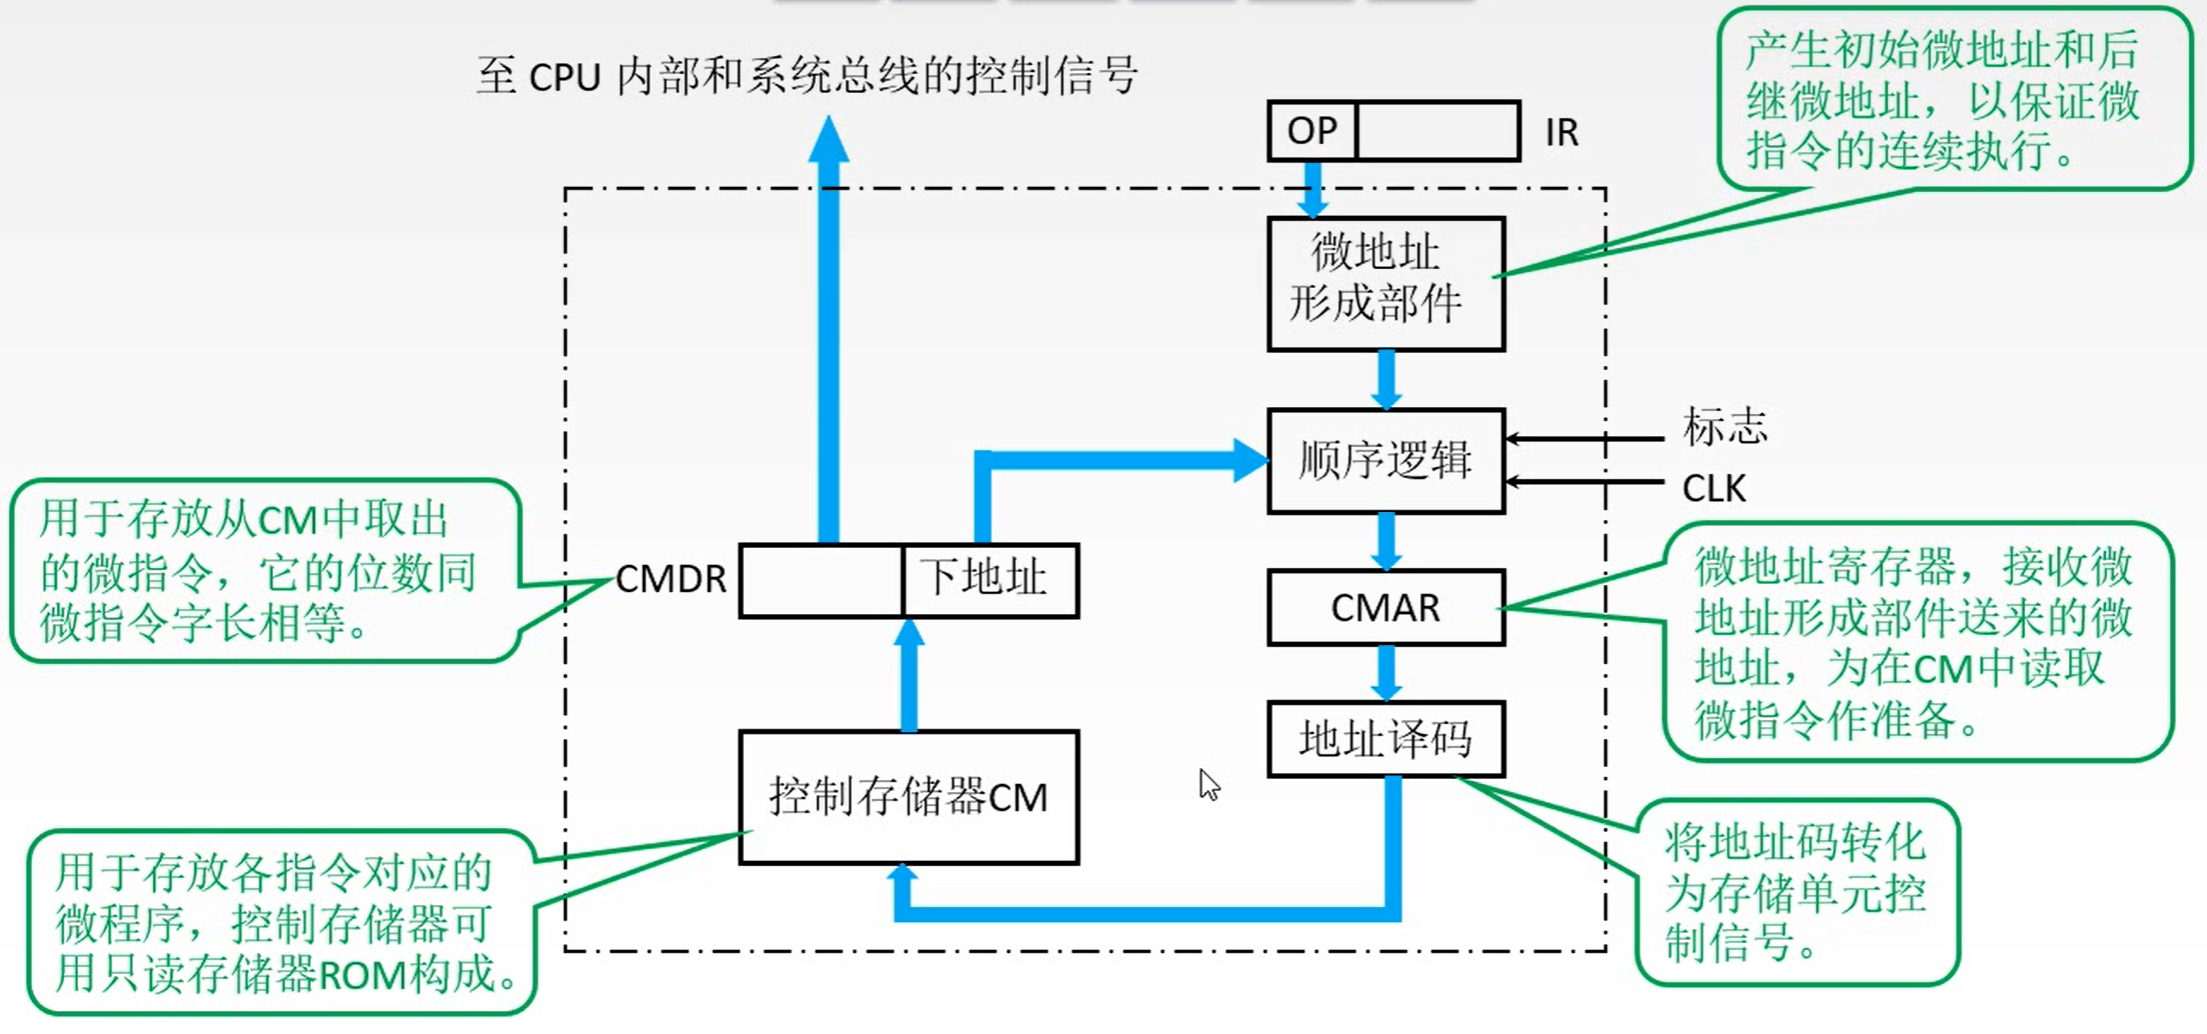 至 CPU 内部和系统总线的控制信号
OP
IR
产生初始微地址和后
继微地址，以保证微
指令的连续执行。
微地址
形成部件
顺序逻辑
标志
CLK
用于存放从CM中取出
的微指令，它的位数同
微指令字长相等。
CMDR
下地址
CMAR
微地址寄存器，接收微
地址形成部件送来的微
地址，为在CM中读取
微指令作准备。
地址译码
控制存储器CM
用于存放各指令对应的
微程序，控制存储器可
用只读存储器ROM构成。
将地址码转化
为存储单元控
制信号。